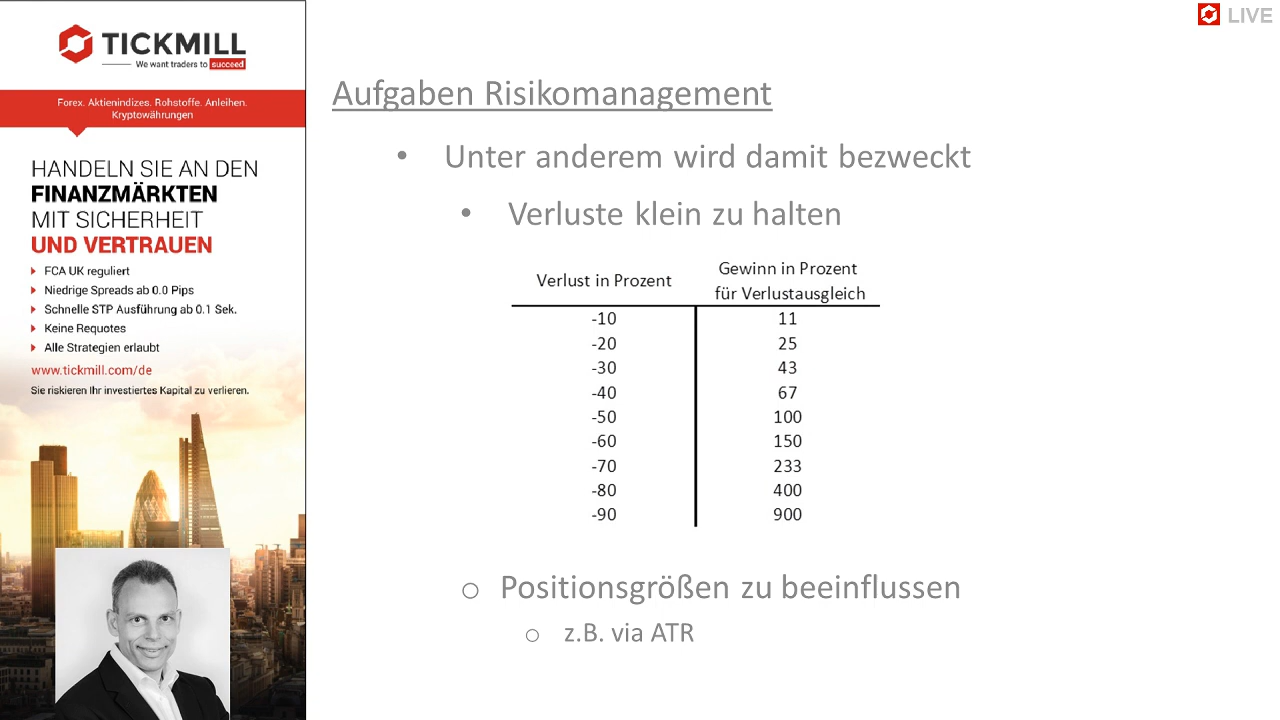 TICKMILL
We want traders to succeed
Forex. Aktienindizes. Rohstoffe. Anleihen.
Kryptowährungen
HANDELN SIE AN DEN
FINANZMÄRKTEN
MIT SICHERHEIT
UND VERTRAUEN
FCA UK reguliert
Niedrige Spreads ab 0.0 Pips
Schnelle STP Ausführung ab 0.1 Sek.
Keine Requotes
Alle Strategien erlaubt
www.tickmill.com/de
Sie riskieren Ihr investiertes Kapital zu verlieren.
LIVE
Aufgaben Risikomanagement
• Unter anderem wird damit bezweckt
• Verluste klein zu halten
Verlust in Prozent
Gewinn in Prozent
für Verlustausgleich
-10 11
-20 25
-30 43
-40 67
-50 100
-60 150
-70 233
-80 400
-90 900
o Positionsgrößen zu beeinflussen
o z.B. via ATR